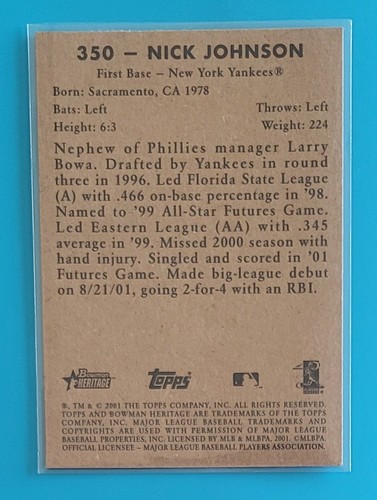 350 – NICK JOHNSON
First Base – New York Yankees®
Born: Sacramento, CA 1978
Bats: Left Throws: Left
Height: 6:3 Weight: 224
Nephew of Phillies manager Larry
Bowa. Drafted by Yankees in round
three in 1996. Led Florida State League
(A) with .466 on-base percentage in '98.
Named to '99 All-Star Futures Game.
Led Eastern League (AA) with .345
average in '99. Missed 2000 season with
hand injury. Singled and scored in '01
Futures Game. Made big-league debut
on 8/21/01, going 2-for-4 with an RBI.
Bowman
HERITAGE
Topps
®, ™ & © 2001 THE TOPPS COMPANY, INC. ALL RIGHTS RESERVED.
TOPPS AND BOWMAN HERITAGE ARE TRADEMARKS OF THE TOPPS
COMPANY, INC. MAJOR LEAGUE BASEBALL TRADEMARKS AND
COPYRIGHTS ARE USED WITH PERMISSION OF MAJOR LEAGUE
BASEBALL PROPERTIES, INC. LICENSED BY MLB & MLBPA, 2001. ©MLBPA.
OFFICIAL LICENSEE – MAJOR LEAGUE BASEBALL PLAYERS ASSOCIATION.